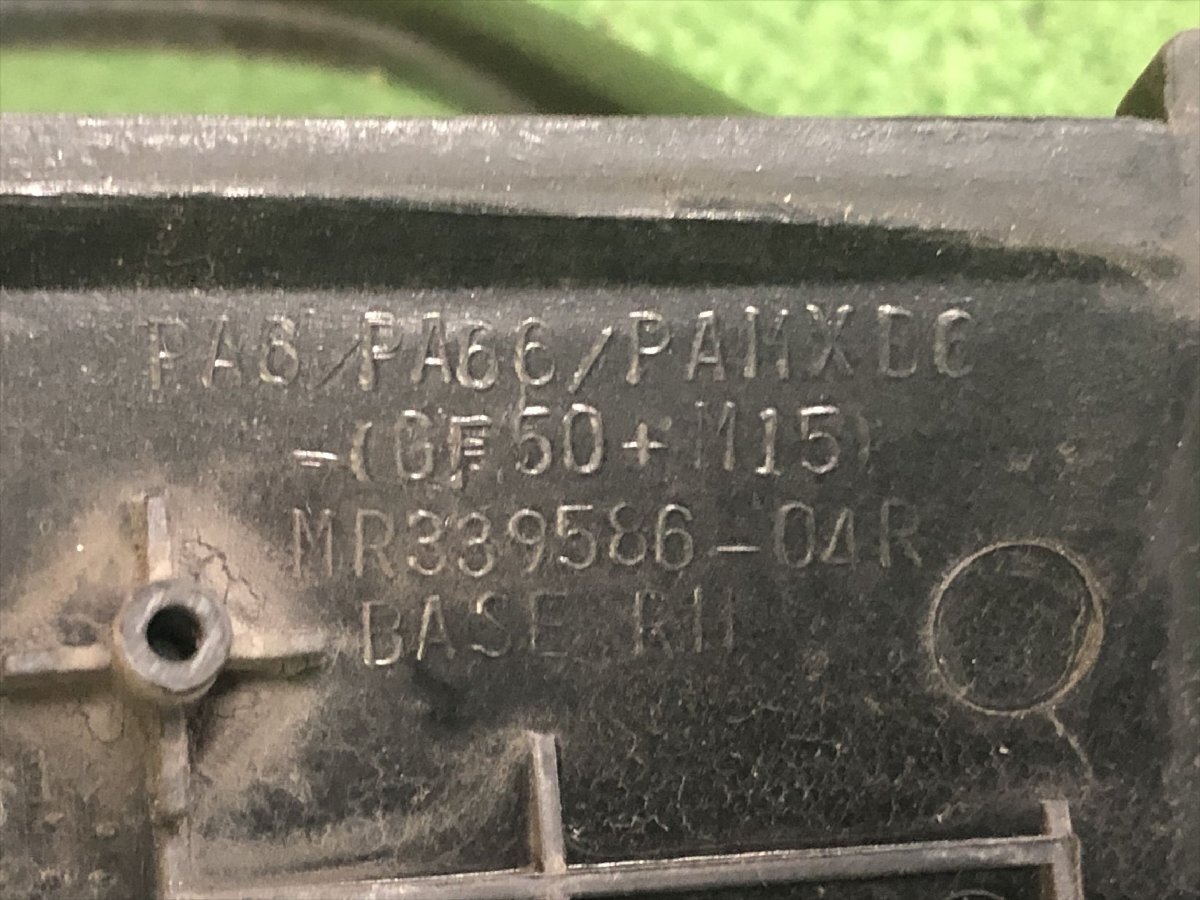 PA6/PA66/PAMXD6
-(GF50+M15)
MR339586-04R
BASE RH